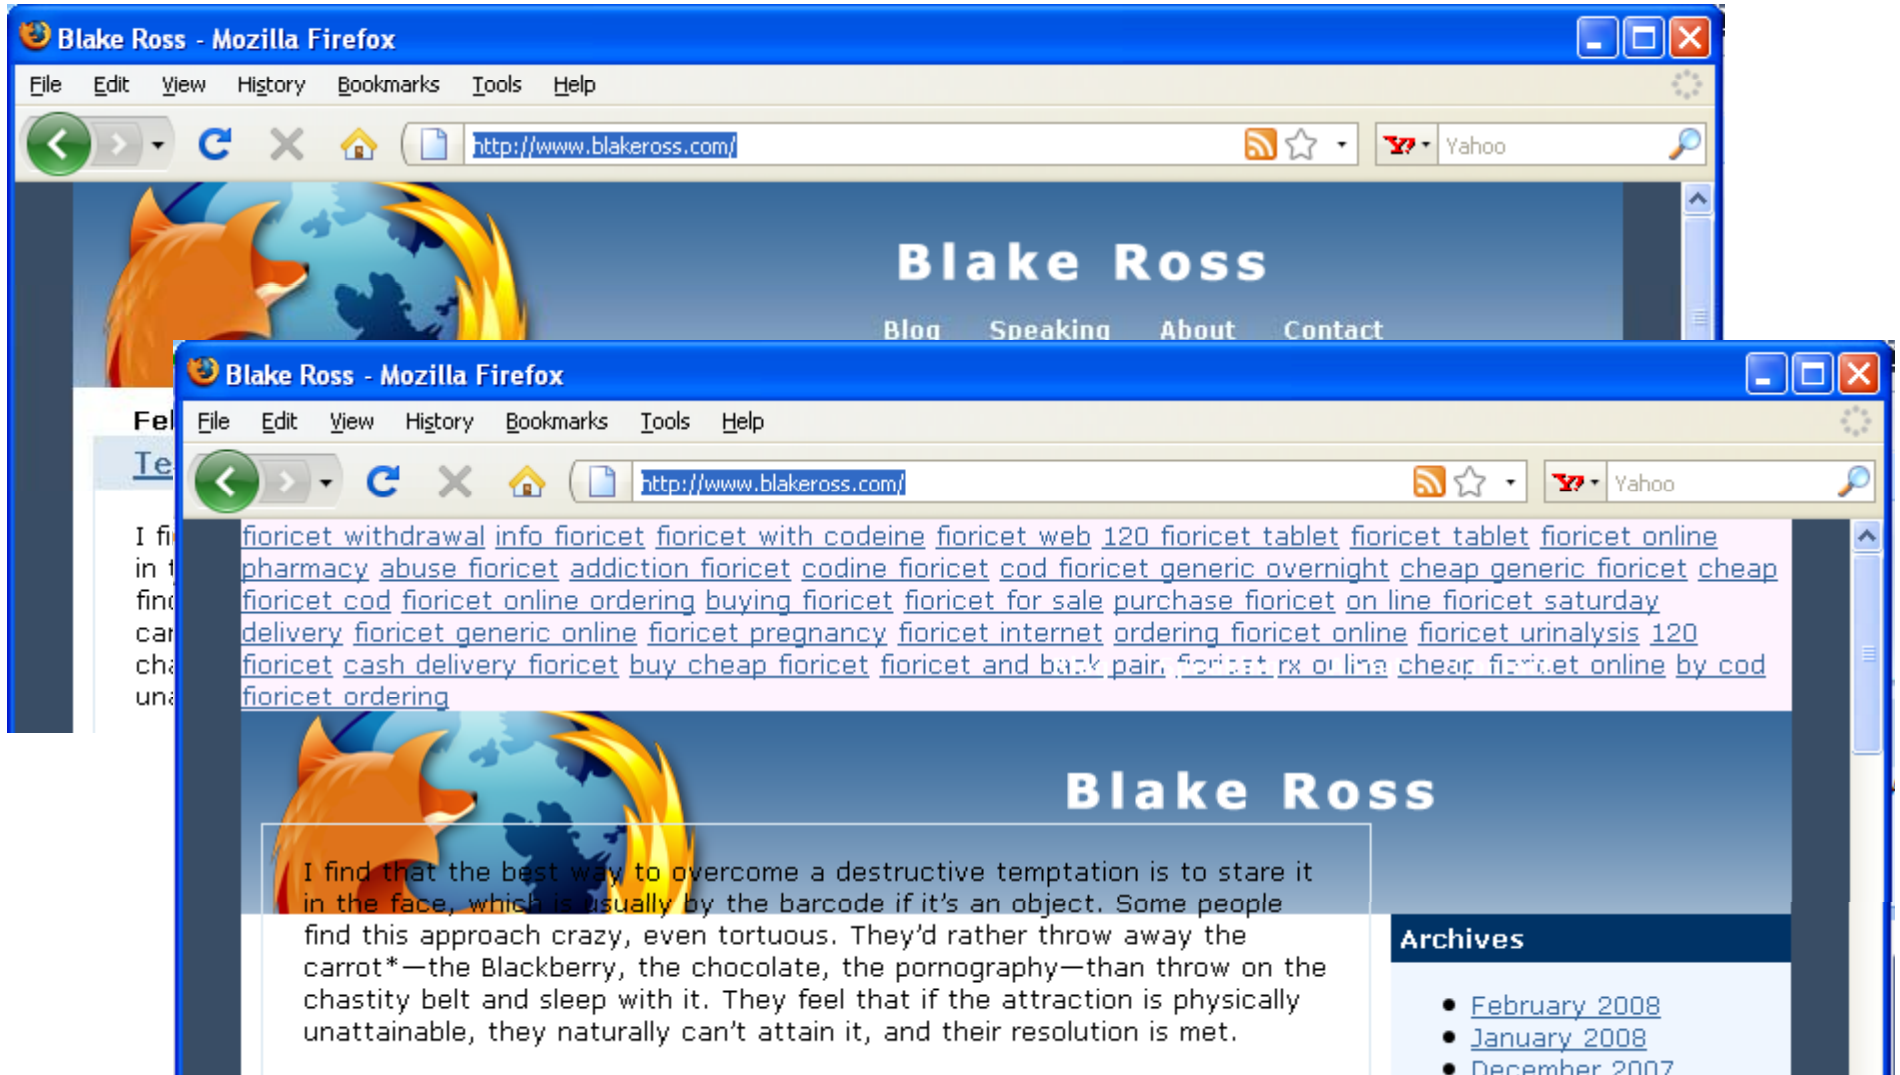 Blake Ross - Mozilla Firefox
File Edit View History Bookmarks Tools Help
http://www.blakeross.com/
Yahoo
Blake Ross
Blog Speaking About Contact
Blake Ross - Mozilla Firefox
File Edit View History Bookmarks Tools Help
http://www.blakeross.com/
Yahoo
fioricet withdrawal info fioricet fioricet with codeine fioricet web 120 fioricet tablet fioricet tablet fioricet online
pharmacy abuse fioricet addiction fioricet codine fioricet cod fioricet generic overnight cheap generic fioricet cheap
fioricet cod fioricet online ordering buying fioricet fioricet for sale purchase fioricet on line fioricet saturday
delivery fioricet generic online fioricet pregnancy fioricet internet ordering fioricet online fioricet urinalysis 120
fioricet cash delivery fioricet buy cheap fioricet fioricet and back pain fioricet rx online cheap fioricet online by cod
fioricet ordering
Blake Ross
I find that the best way to overcome a destructive temptation is to stare it
in the face, which is usually by the barcode if it's an object. Some people
find this approach crazy, even tortuous. They'd rather throw away the
carrot*—the Blackberry, the chocolate, the pornography—than throw on the
chastity belt and sleep with it. They feel that if the attraction is physically
unattainable, they naturally can't attain it, and their resolution is met.
Archives
February 2008
January 2008
December 2007